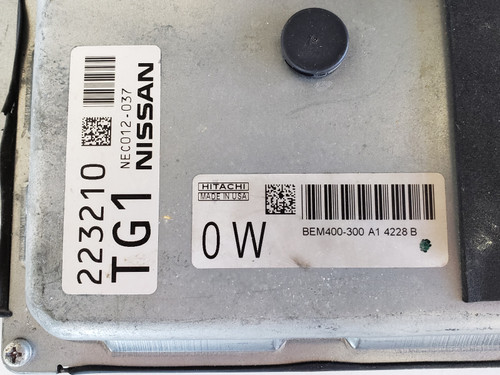 223210
NEC012-037
TG1
NISSAN
HITACHI
MADE IN USA
0W
BEM400-300 A1 4228 B